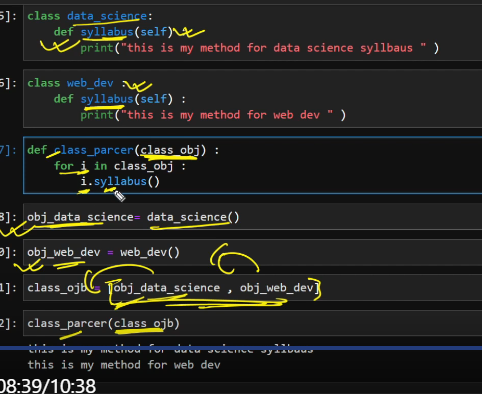 5]: class data_science:
def syllabus(self)
print("this is my method for data science syllbaus " )
6]: class web_dev :
def syllabus(self) :
print("this is my method for web dev " )
7]: def class_parcer(class_obj) :
for i in class_obj :
i.syllabus()
8]: obj_data_science= data_science()
0]: obj_web_dev = web_dev()
1]: class_ojb = [obj_data_science , obj_web_dev]
2]: class_parcer(class_ojb)
this is my method for data science syllbaus
this is my method for web dev
08:39/10:38